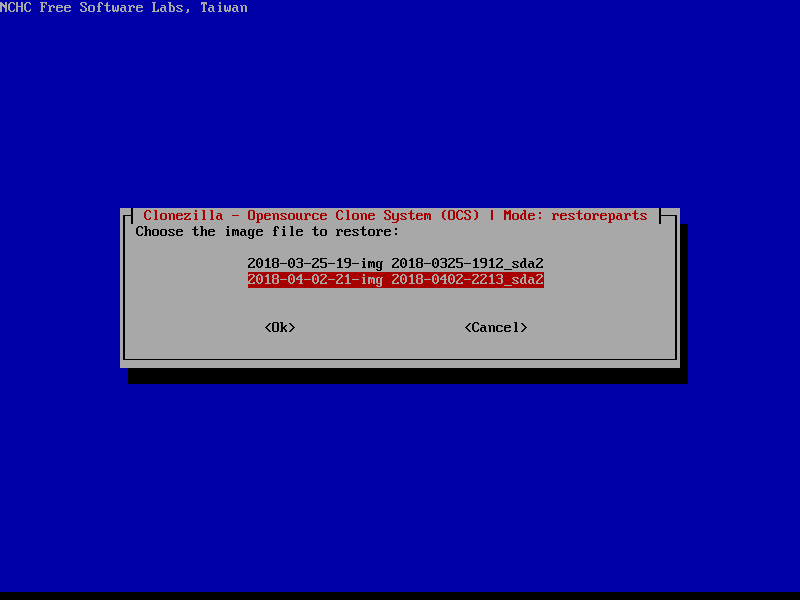 NCHC Free Software Labs, Taiwan
Clonezilla - Opensource Clone System (OCS) | Mode: restoreparts
Choose the image file to restore:
2018-03-25-19-img 2018-0325-1912_sda2
2018-04-02-21-img 2018-0402-2213_sda2
<Ok> <Cancel>